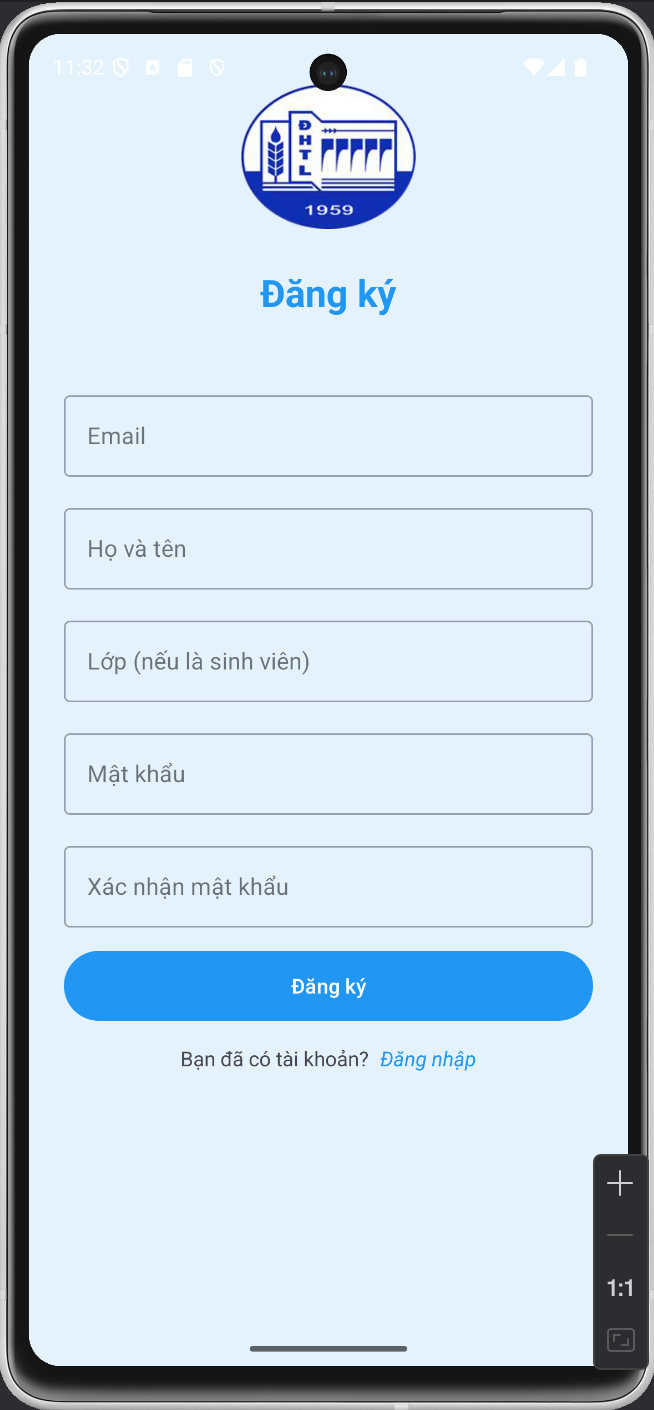 11:32
ĐHTL
1959
Đăng ký
Email
Họ và tên
Lớp (nếu là sinh viên)
Mật khẩu
Xác nhận mật khẩu
Đăng ký
Bạn đã có tài khoản? Đăng nhập
1:1